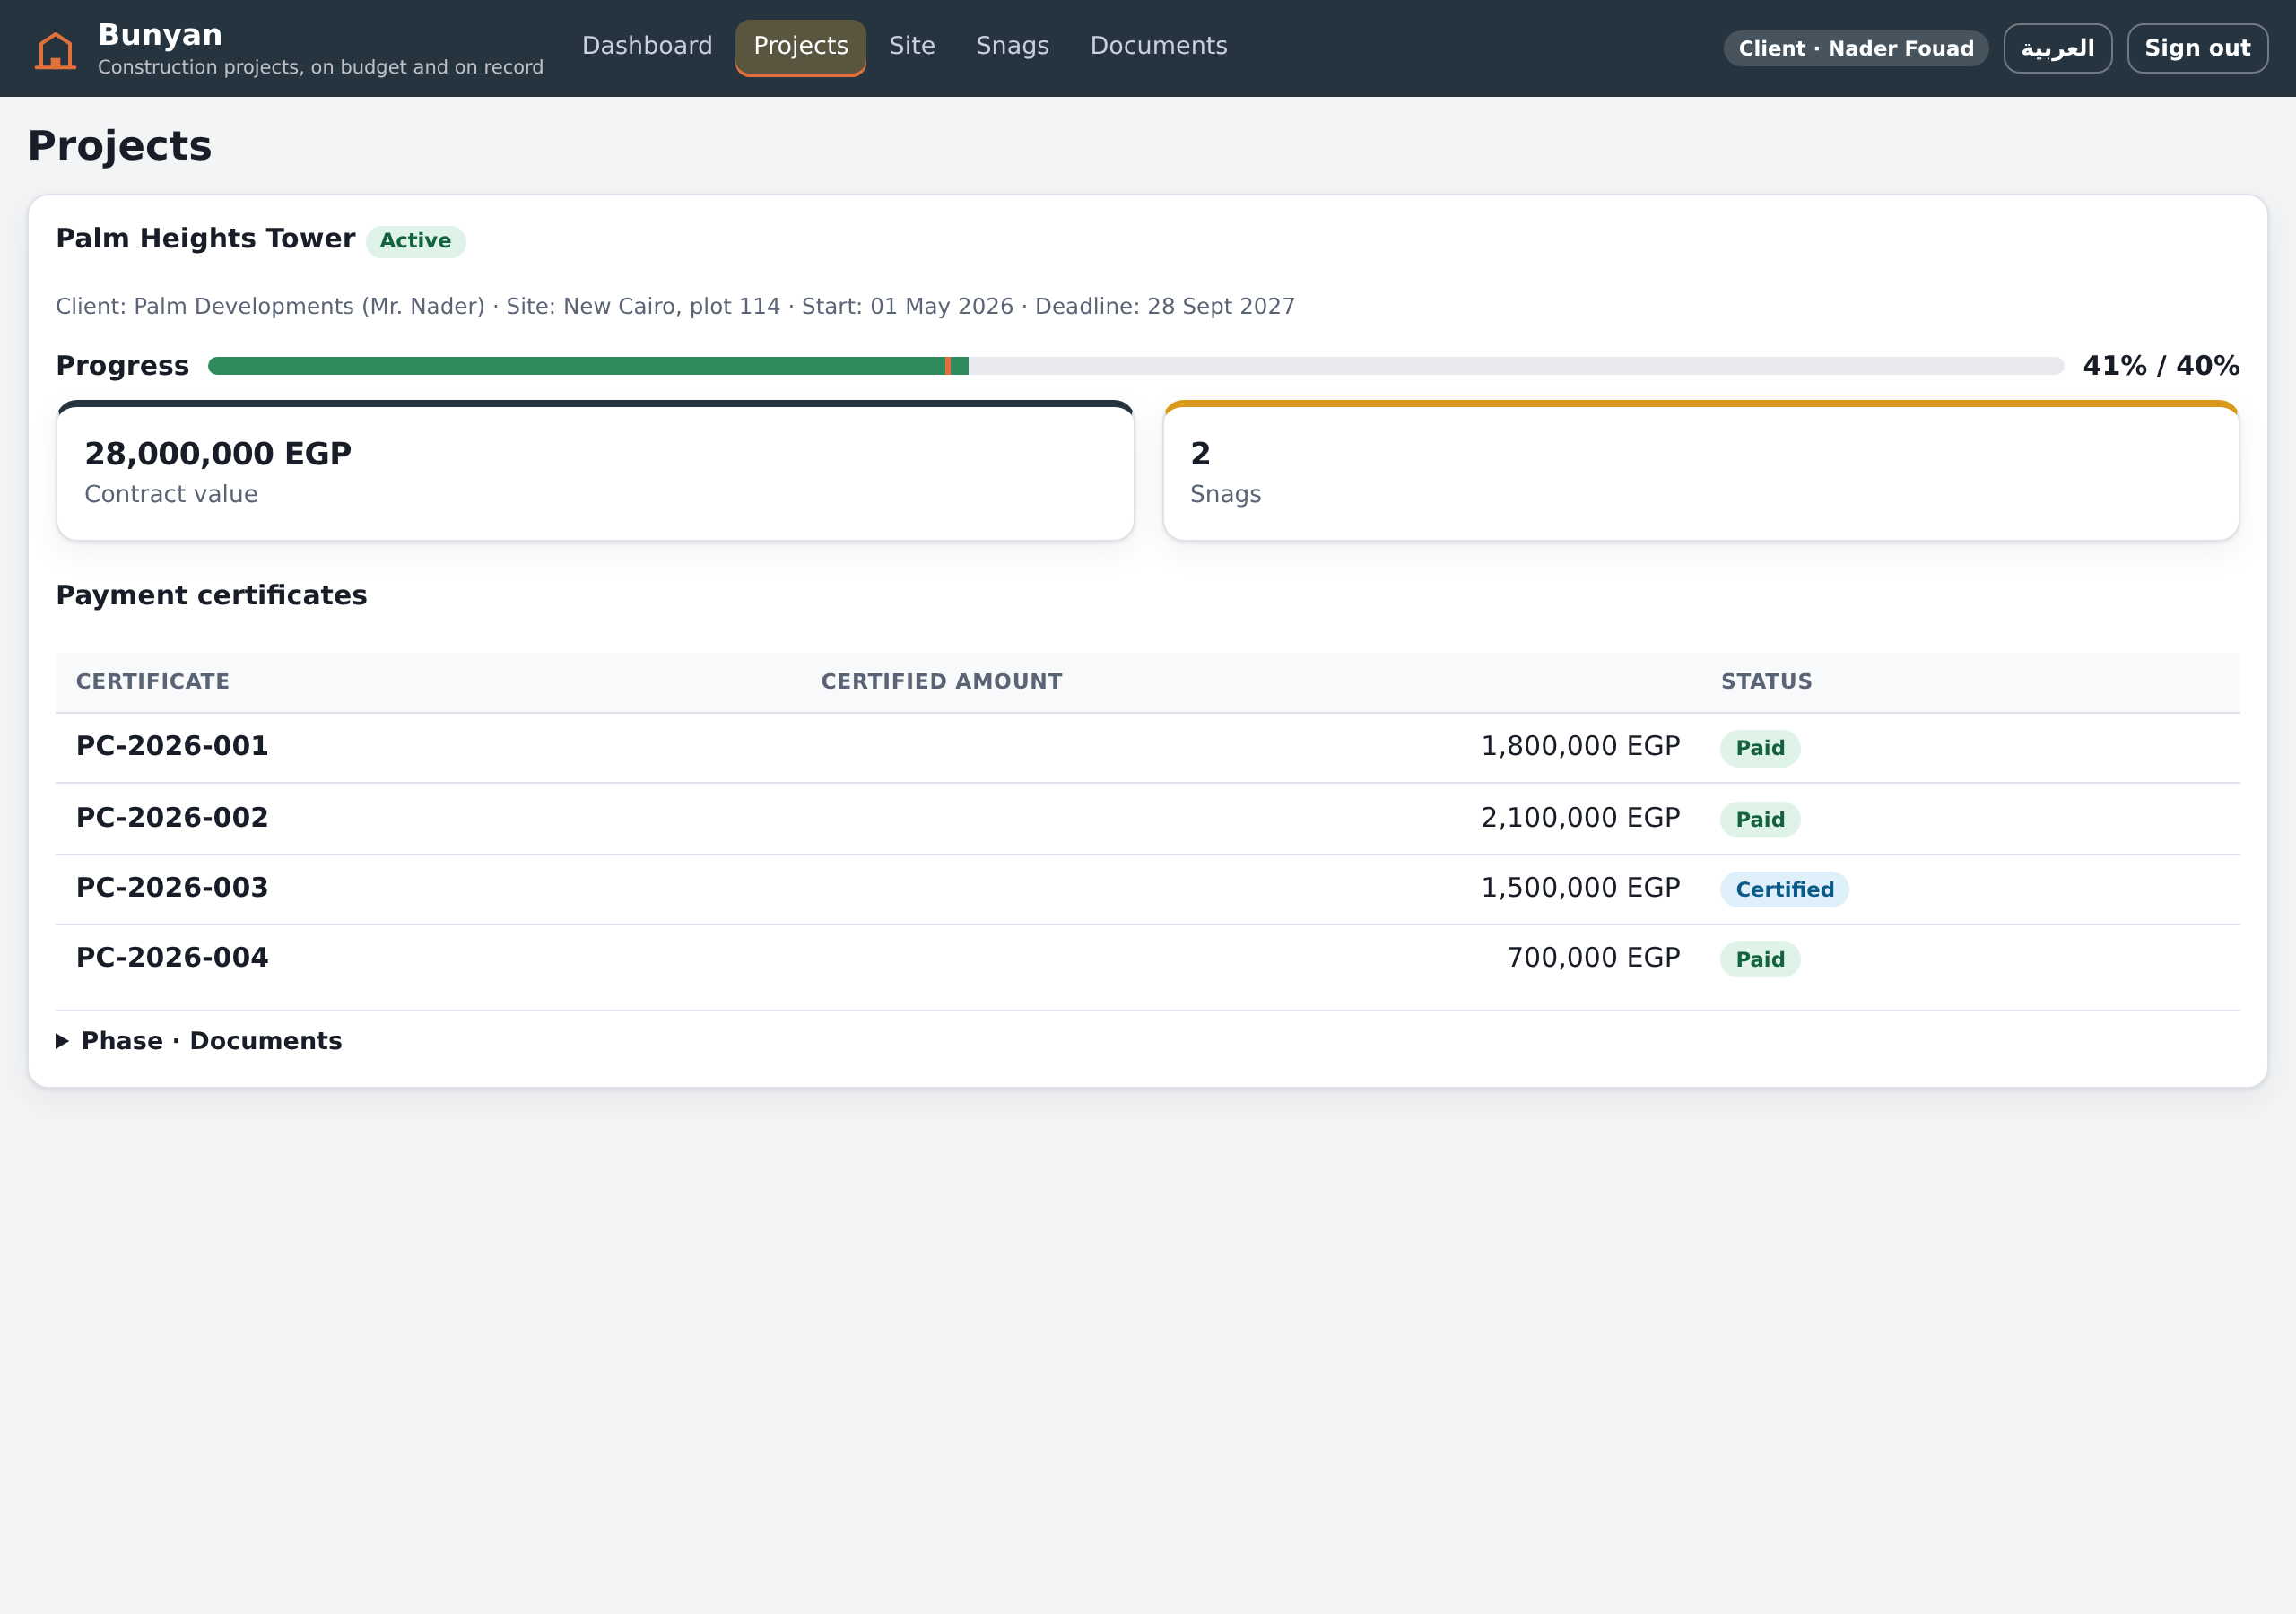 Bunyan
Construction projects, on budget and on record
Dashboard Projects Site Snags Documents
Client · Nader Fouad العربية Sign out
Projects
Palm Heights Tower Active
Client: Palm Developments (Mr. Nader) · Site: New Cairo, plot 114 · Start: 01 May 2026 · Deadline: 28 Sept 2027
Progress 41% / 40%
28,000,000 EGP
Contract value
2
Snags
Payment certificates
CERTIFICATE CERTIFIED AMOUNT STATUS
PC-2026-001 1,800,000 EGP Paid
PC-2026-002 2,100,000 EGP Paid
PC-2026-003 1,500,000 EGP Certified
PC-2026-004 700,000 EGP Paid
Phase · Documents